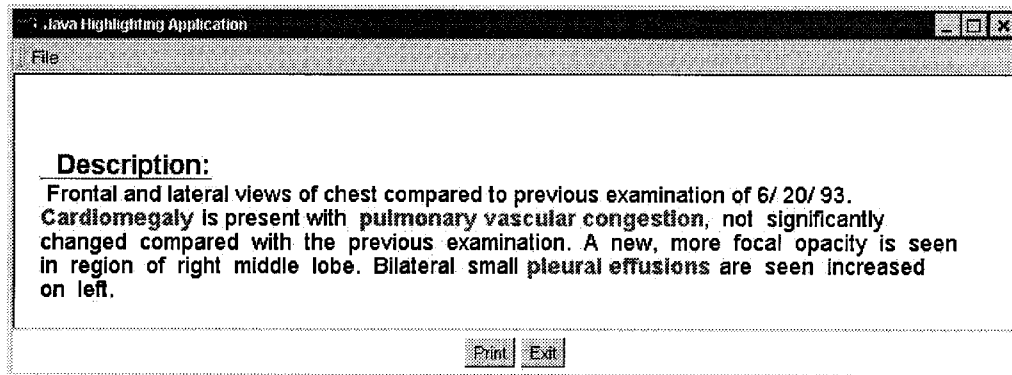 Java Highlighting Application
File
Description:
Frontal and lateral views of chest compared to previous examination of 6/ 20/ 93.
Cardiomegaly is present with pulmonary vascular congestion, not significantly
changed compared with the previous examination. A new, more focal opacity is seen
in region of right middle lobe. Bilateral small pleural effusions are seen increased
on left.
Print Exit